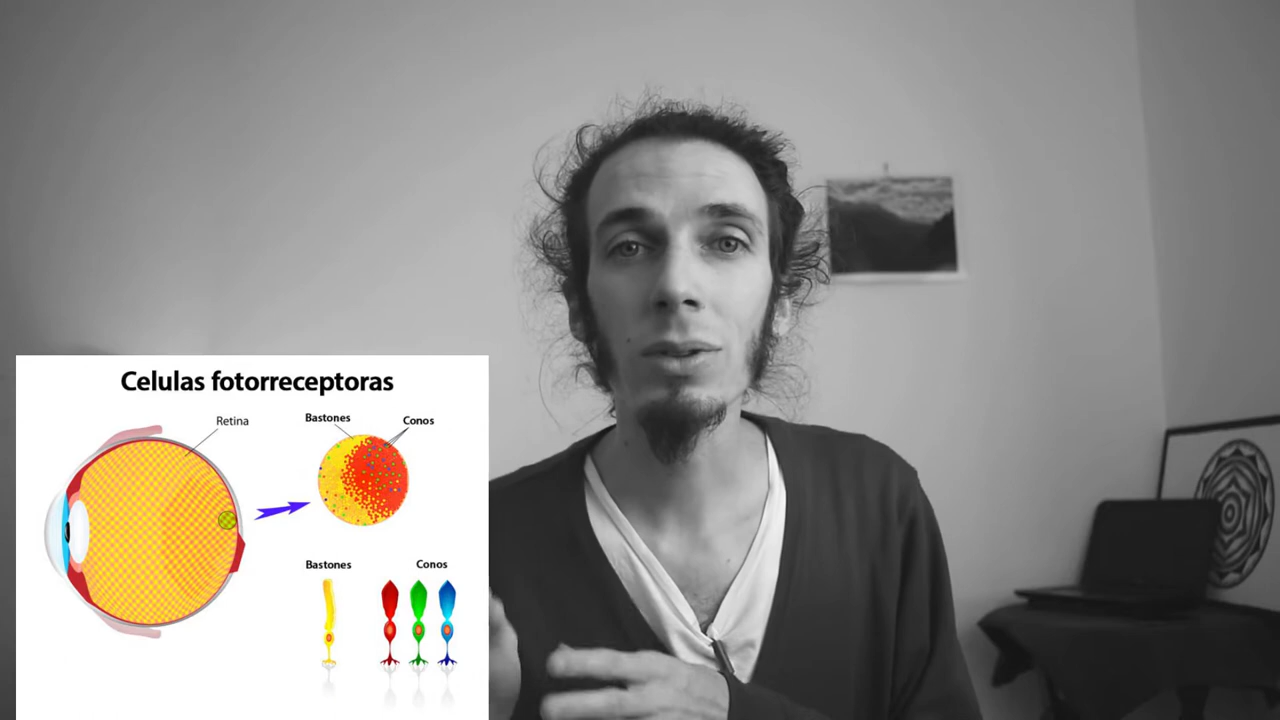 Celulas fotorreceptoras
Retina
Bastones
Conos
Bastones
Conos